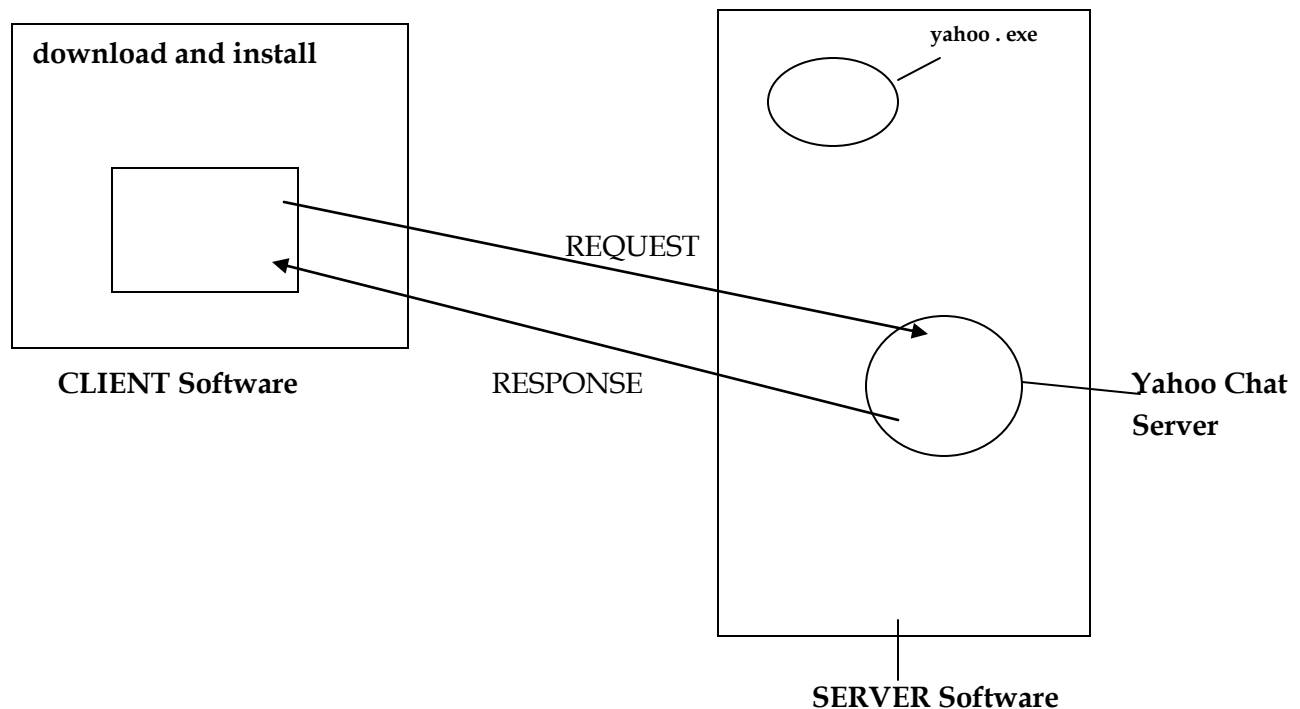 download and install
yahoo . exe
REQUEST
CLIENT Software
RESPONSE
Yahoo Chat
Server
SERVER Software